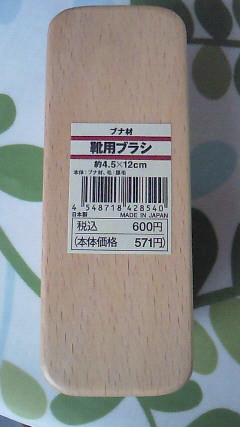 ブナ材
靴用ブラシ
約4.5×12cm
本体：ブナ材、毛：豚毛
4 548718 428540
日本製 MADE IN JAPAN
税込 600円
(本体価格 571円)